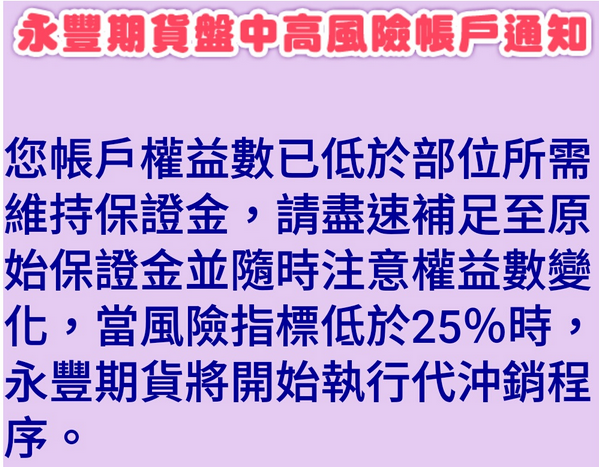 永豐期貨盤中高風險帳戶通知
您帳戶權益數已低於部位所需
維持保證金，請盡速補足至原
始保證金並隨時注意權益數變
化，當風險指標低於25%時，
永豐期貨將開始執行代沖銷程
序。